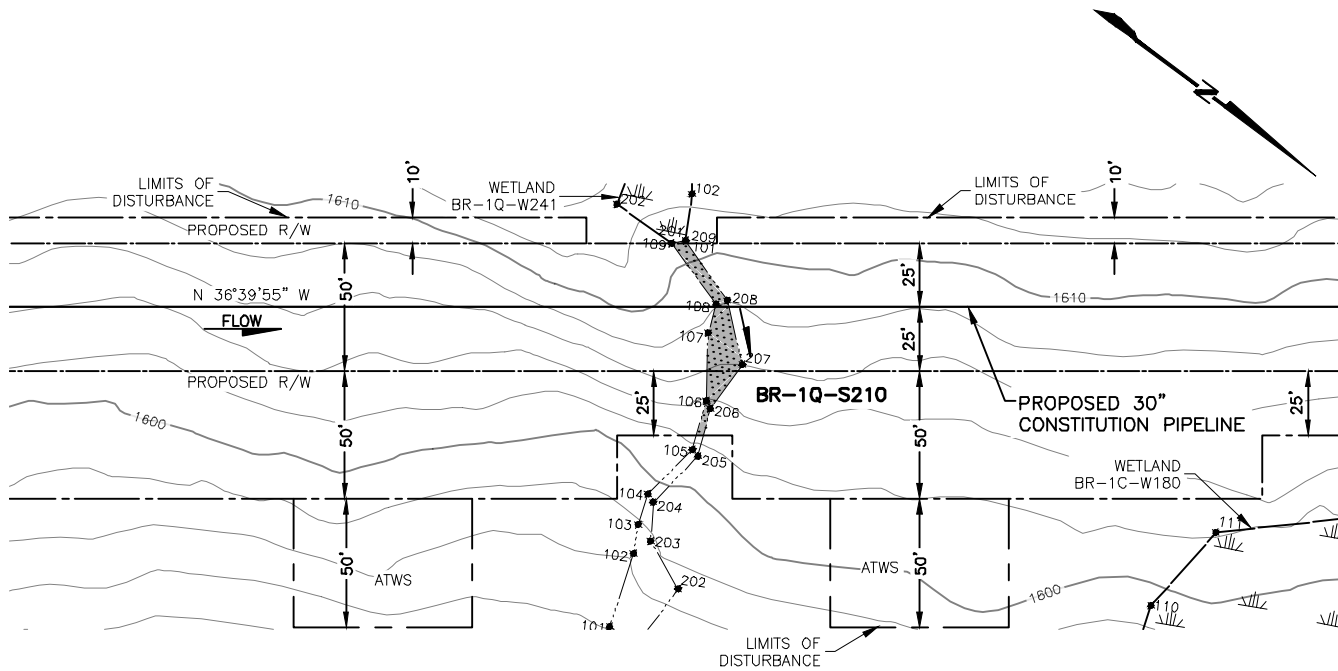 N
10'
LIMITS OF
DISTURBANCE
WETLAND
BR-1Q-W241
LIMITS OF
DISTURBANCE
10'
102
202
1610
PROPOSED R/W
201
209
109
101
N 36°39'55" W
50'
25'
208
108
1610
FLOW
107
25'
207
PROPOSED R/W
25'
BR-1Q-S210
25'
106
206
PROPOSED 30"
CONSTITUTION PIPELINE
1600
50'
50'
105
205
WETLAND
BR-1C-W180
104
204
103
111
203
102
50'
ATWS
50'
ATWS
202
1600
110
101
LIMITS OF
DISTURBANCE